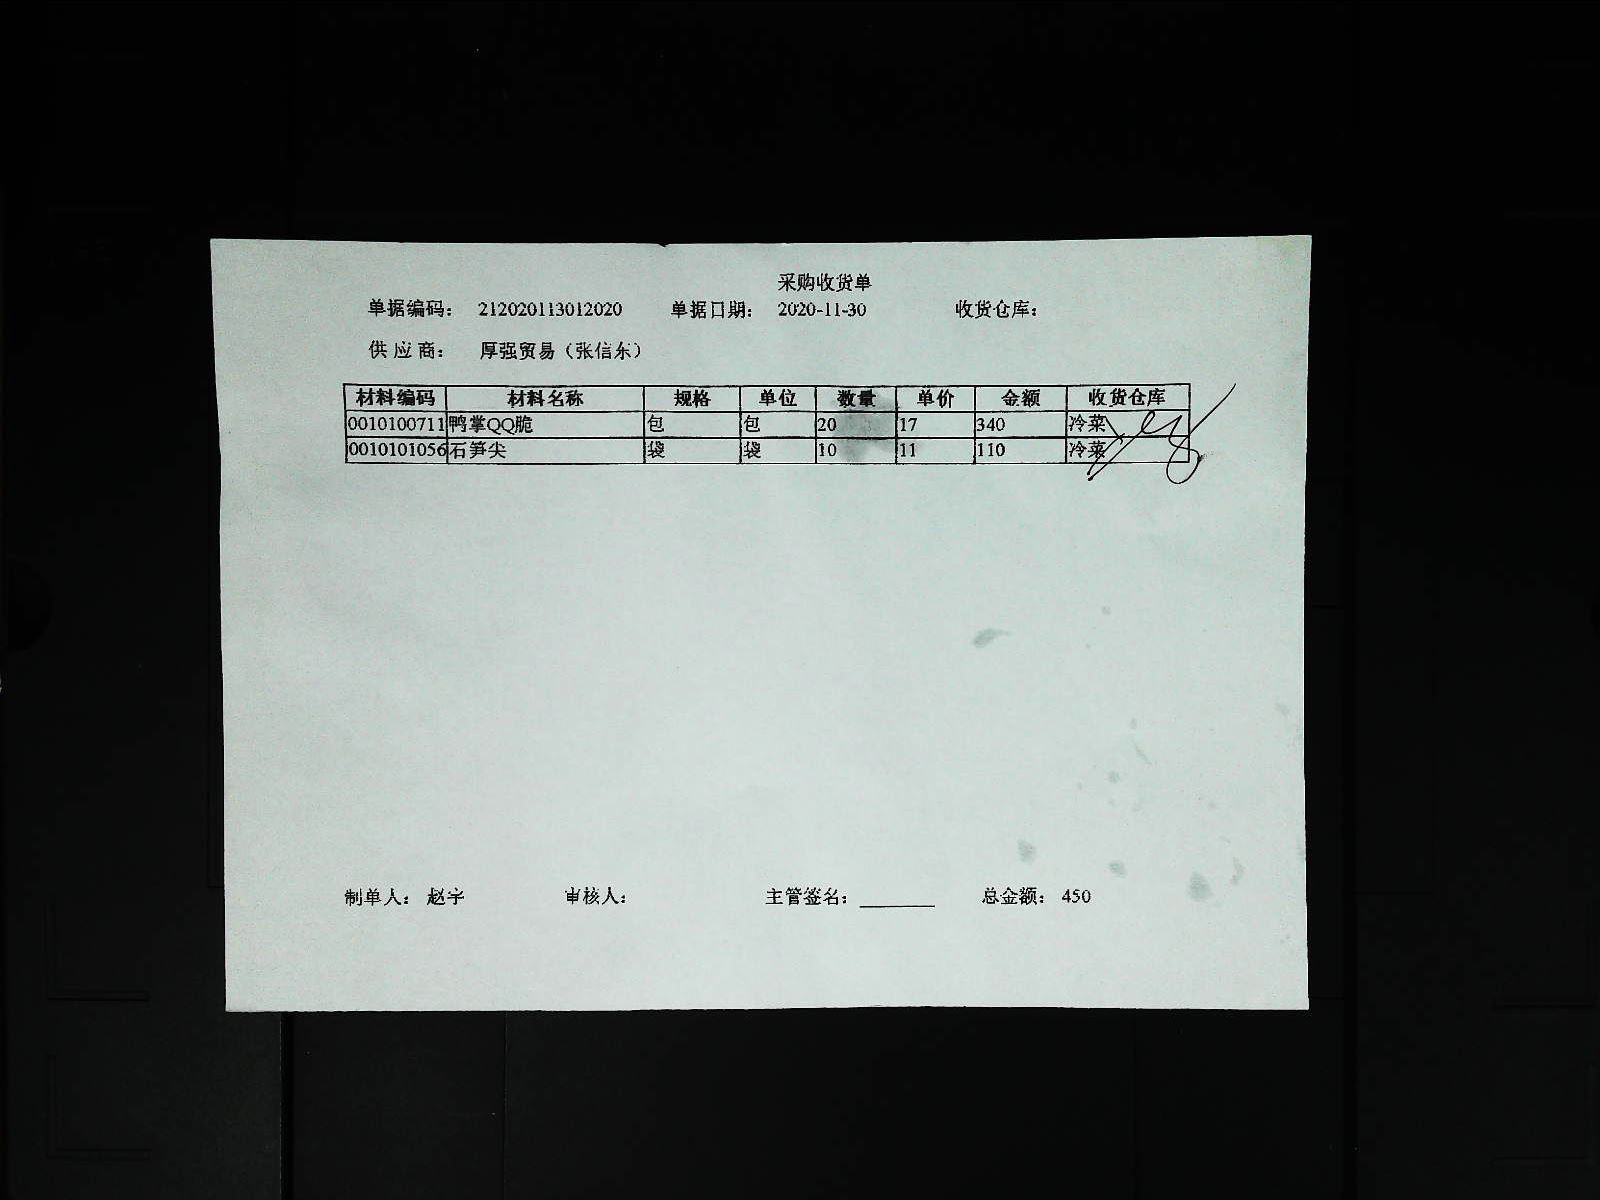 采购收货单
单据编码: 212020113012020 单据日期: 2020-11-30 收货仓库:
供应商: 厚强贸易（张信东）
材料编码 材料名称 规格 单位 数量 单价 金额 收货仓库
0010100711 鸭掌QQ脆 包 包 20 17 340 冷菜
0010101056 石笋尖 袋 袋 10 11 110 冷菜
制单人: 赵宇 审核人: 主管签名: 总金额: 450